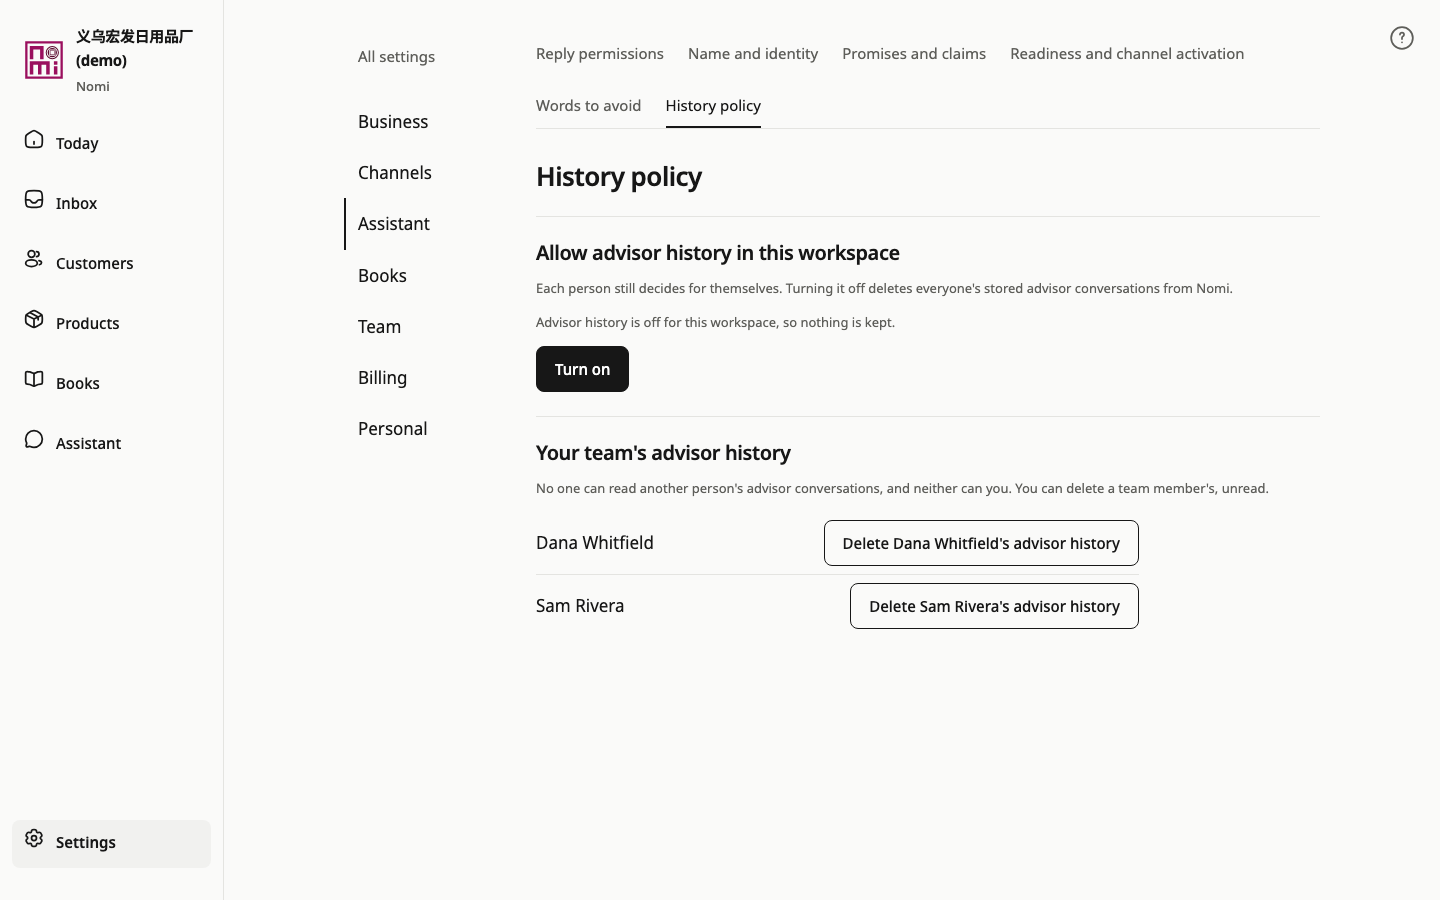 义乌宏发日用品厂
(demo)
Nomi
Today
Inbox
Customers
Products
Books
Assistant
Settings
All settings
Business
Channels
Assistant
Books
Team
Billing
Personal
Reply permissions
Name and identity
Promises and claims
Readiness and channel activation
Words to avoid
History policy
History policy
Allow advisor history in this workspace
Each person still decides for themselves. Turning it off deletes everyone's stored advisor conversations from Nomi.
Advisor history is off for this workspace, so nothing is kept.
Turn on
Your team's advisor history
No one can read another person's advisor conversations, and neither can you. You can delete a team member's, unread.
Dana Whitfield
Delete Dana Whitfield's advisor history
Sam Rivera
Delete Sam Rivera's advisor history